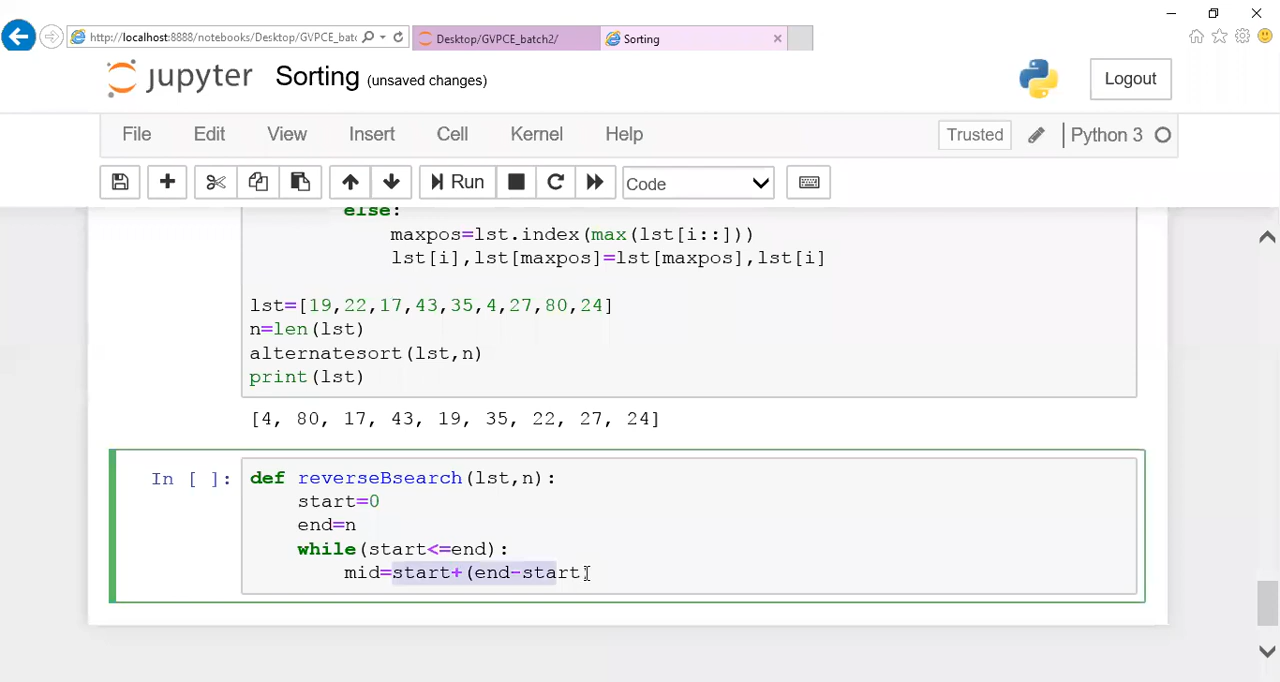 http://localhost:8888/notebooks/Desktop/GVPCE_batc
Desktop/GVPCE_batch2/
Sorting
jupyter Sorting (unsaved changes)
Logout
File Edit View Insert Cell Kernel Help
Trusted
Python 3
Run
Code
else:
maxpos=lst.index(max(lst[i::]))
lst[i],lst[maxpos]=lst[maxpos],lst[i]
lst=[19,22,17,43,35,4,27,80,24]
n=len(lst)
alternatesort(lst,n)
print(lst)
[4, 80, 17, 43, 19, 35, 22, 27, 24]
In [ ]:
def reverseBsearch(lst,n):
start=0
end=n
while(start<=end):
mid=start+(end-start)